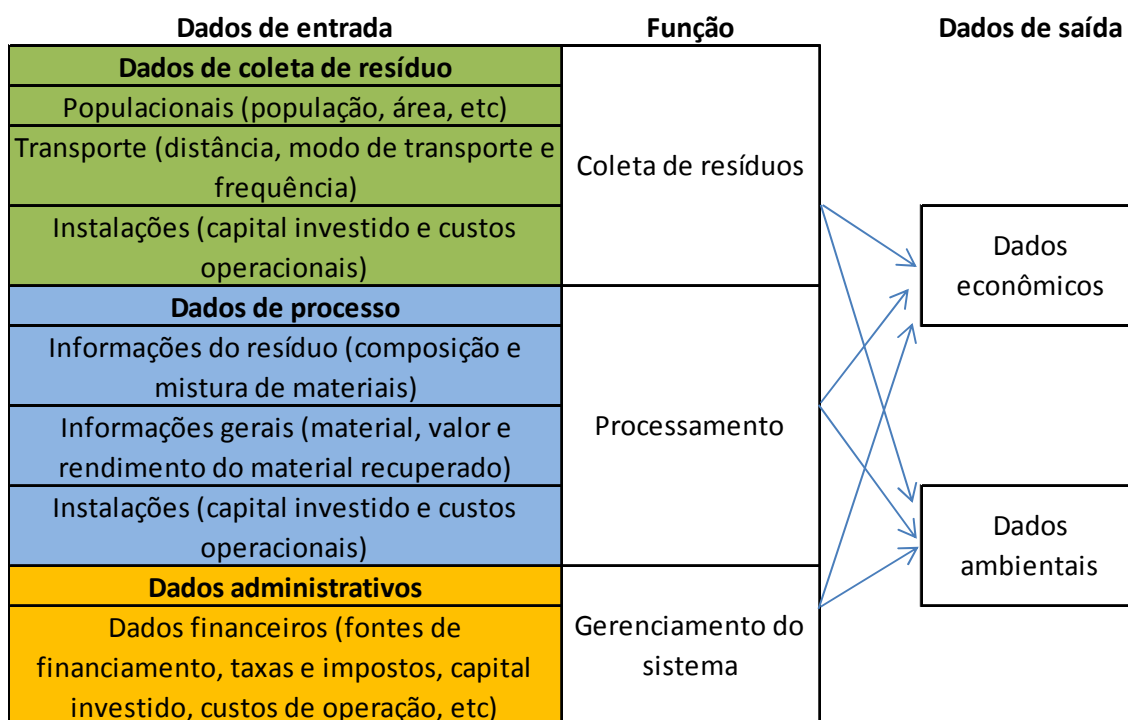 Dados de entrada
Função
Dados de saída
Dados de coleta de resíduo
Populacionais (população, área, etc)
Transporte (distância, modo de transporte e
frequência)
Instalações (capital investido e custos
operacionais)
Coleta de resíduos
Dados de processo
Informações do resíduo (composição e
mistura de materiais)
Informações gerais (material, valor e
rendimento do material recuperado)
Instalações (capital investido e custos
operacionais)
Processamento
Dados administrativos
Dados financeiros (fontes de
financiamento, taxas e impostos, capital
investido, custos de operação, etc)
Gerenciamento do
sistema
Dados
econômicos
Dados
ambientais